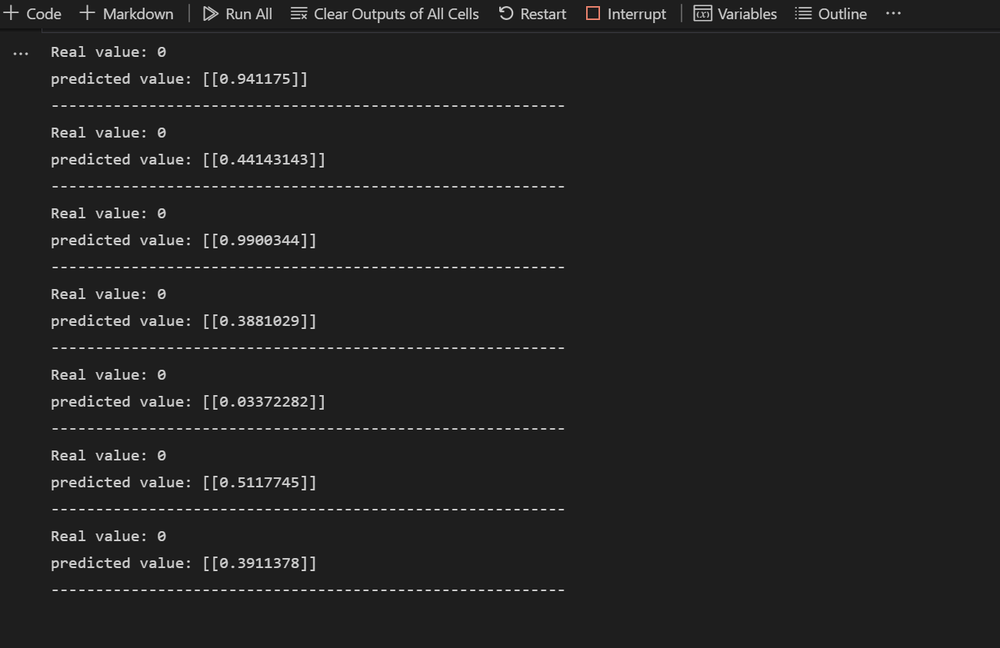 Code Markdown Run All Clear Outputs of All Cells Restart Interrupt Variables Outline ...
... Real value: 0
predicted value: [[0.941175]]
----------------------------------------------------------
Real value: 0
predicted value: [[0.44143143]]
----------------------------------------------------------
Real value: 0
predicted value: [[0.9900344]]
----------------------------------------------------------
Real value: 0
predicted value: [[0.3881029]]
----------------------------------------------------------
Real value: 0
predicted value: [[0.03372282]]
----------------------------------------------------------
Real value: 0
predicted value: [[0.5117745]]
----------------------------------------------------------
Real value: 0
predicted value: [[0.3911378]]
----------------------------------------------------------